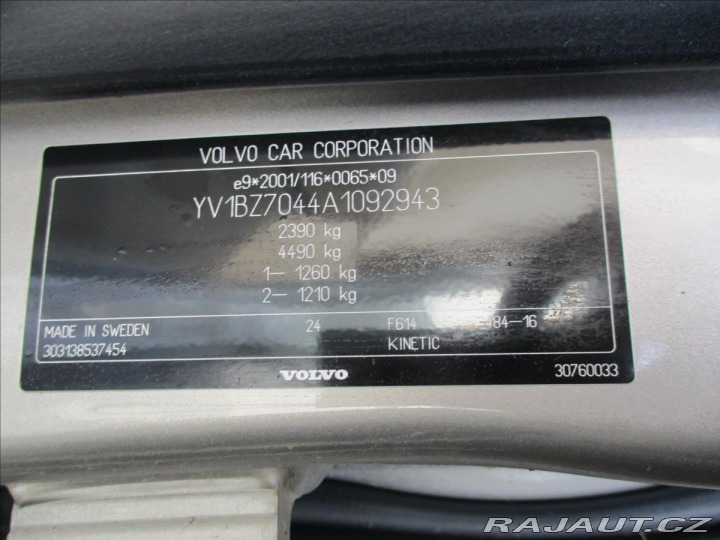 VOLVO CAR CORPORATION
e9*2001/116*0065*09
YV1BZ7044A1092943
2390 kg
4490 kg
1- 1260 kg
2- 1210 kg
24 F614 484-16
MADE IN SWEDEN KINETIC
303138537454
VOLVO 30760033
RAJAUT.CZ